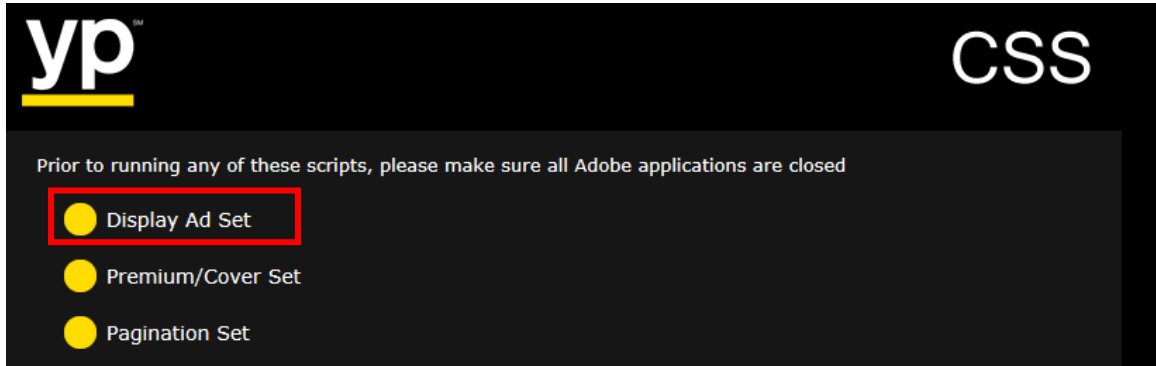 yp℠
CSS
Prior to running any of these scripts, please make sure all Adobe applications are closed
Display Ad Set
Premium/Cover Set
Pagination Set